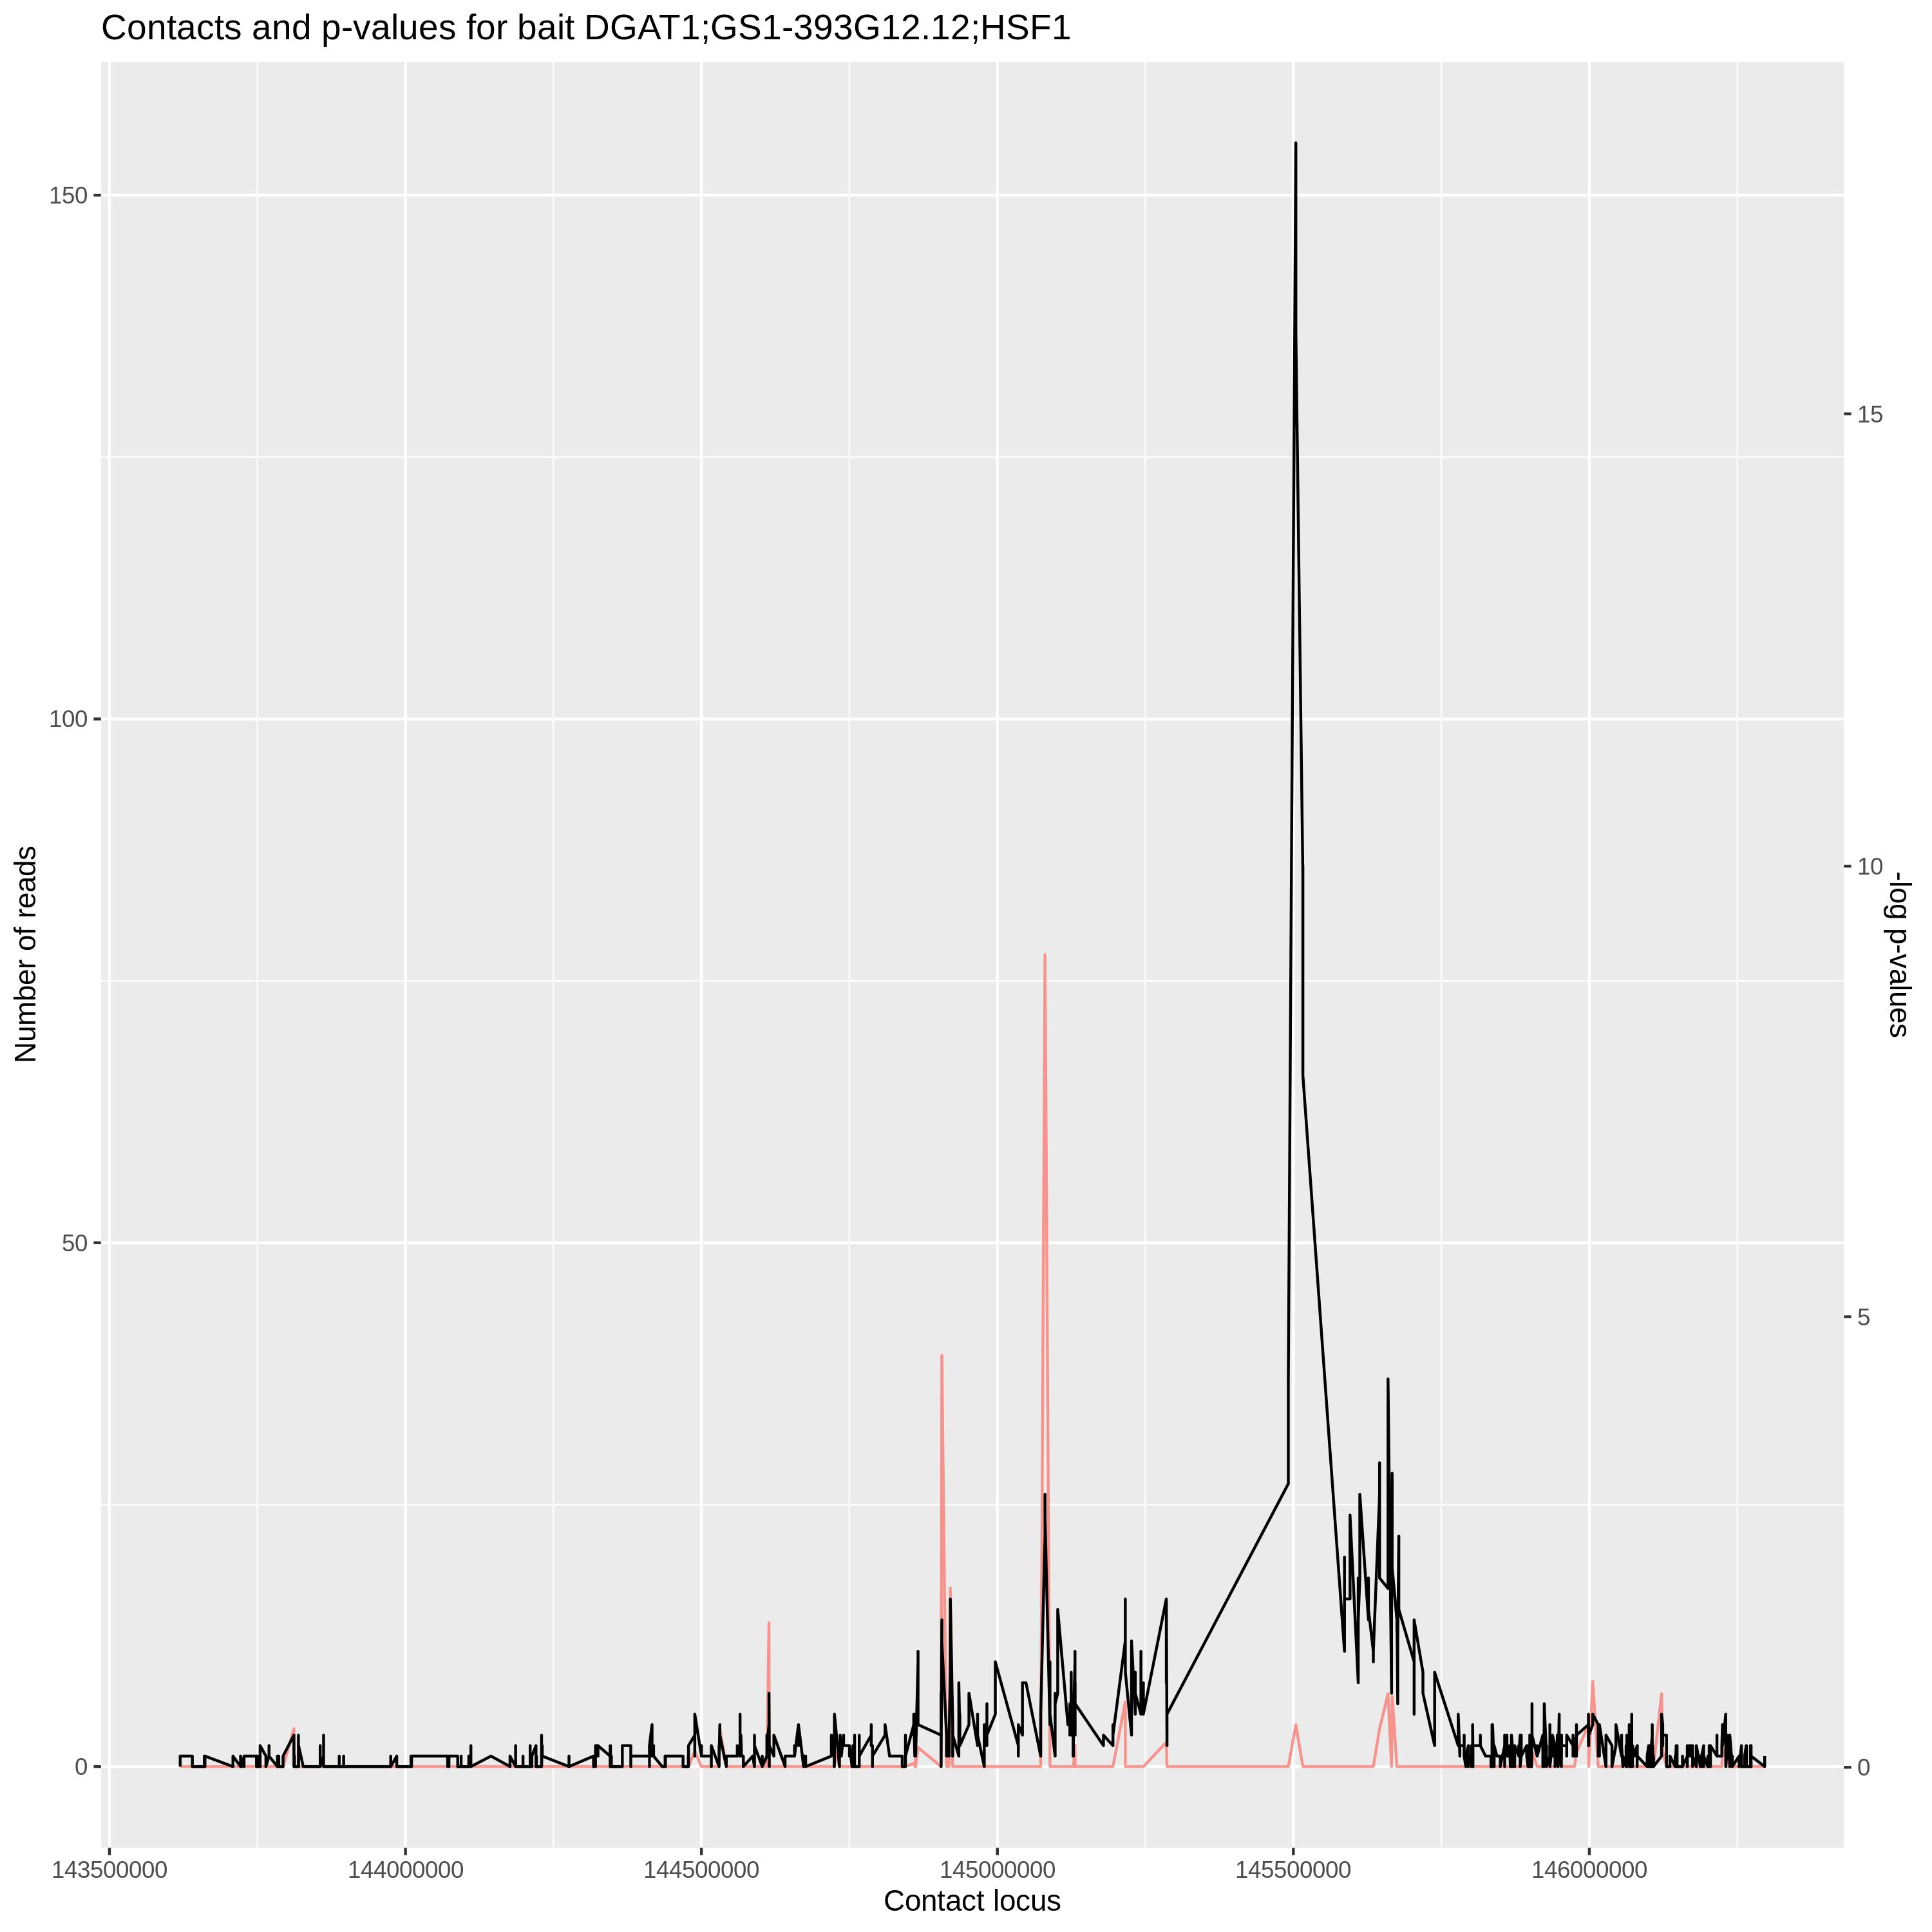 Contacts and p-values for bait DGAT1;GS1-393G12.12;HSF1
150
100
50
0
Number of reads
15
10
5
0
-log p-values
143500000 144000000 144500000 145000000 145500000 146000000
Contact locus